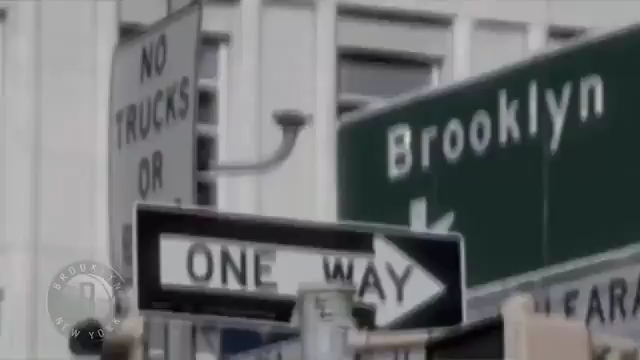 NO
TRUCKS
OR
Brooklyn
ONE WAY
BROOKLYN
NEW YORK